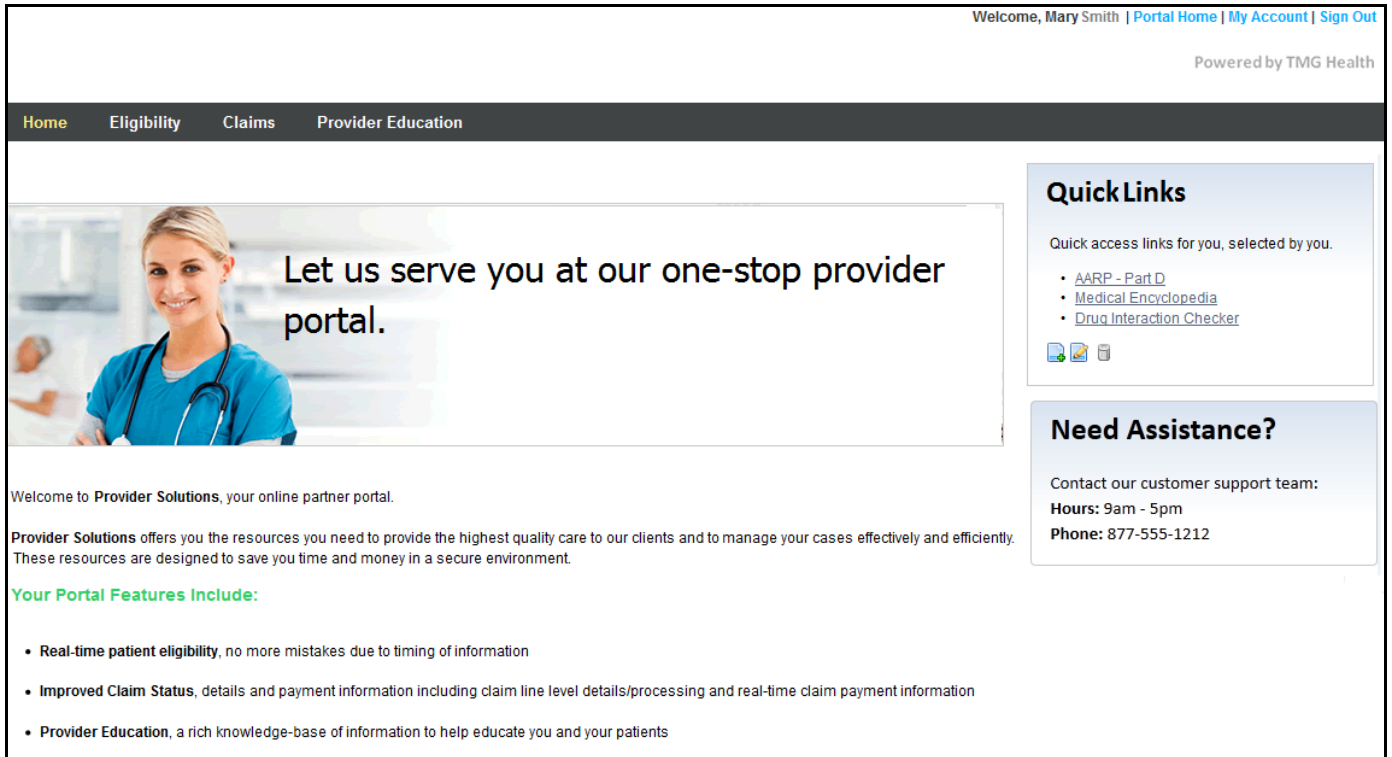 Welcome, Mary Smith | Portal Home | My Account | Sign Out
Powered by TMG Health
Home Eligibility Claims Provider Education
Let us serve you at our one-stop provider
portal.
Quick Links
Quick access links for you, selected by you.
• AARP - Part D
• Medical Encyclopedia
• Drug Interaction Checker
Need Assistance?
Contact our customer support team:
Hours: 9am - 5pm
Phone: 877-555-1212
Welcome to Provider Solutions, your online partner portal.
Provider Solutions offers you the resources you need to provide the highest quality care to our clients and to manage your cases effectively and efficiently.
These resources are designed to save you time and money in a secure environment.
Your Portal Features Include:
• Real-time patient eligibility, no more mistakes due to timing of information
• Improved Claim Status, details and payment information including claim line level details/processing and real-time claim payment information
• Provider Education, a rich knowledge-base of information to help educate you and your patients